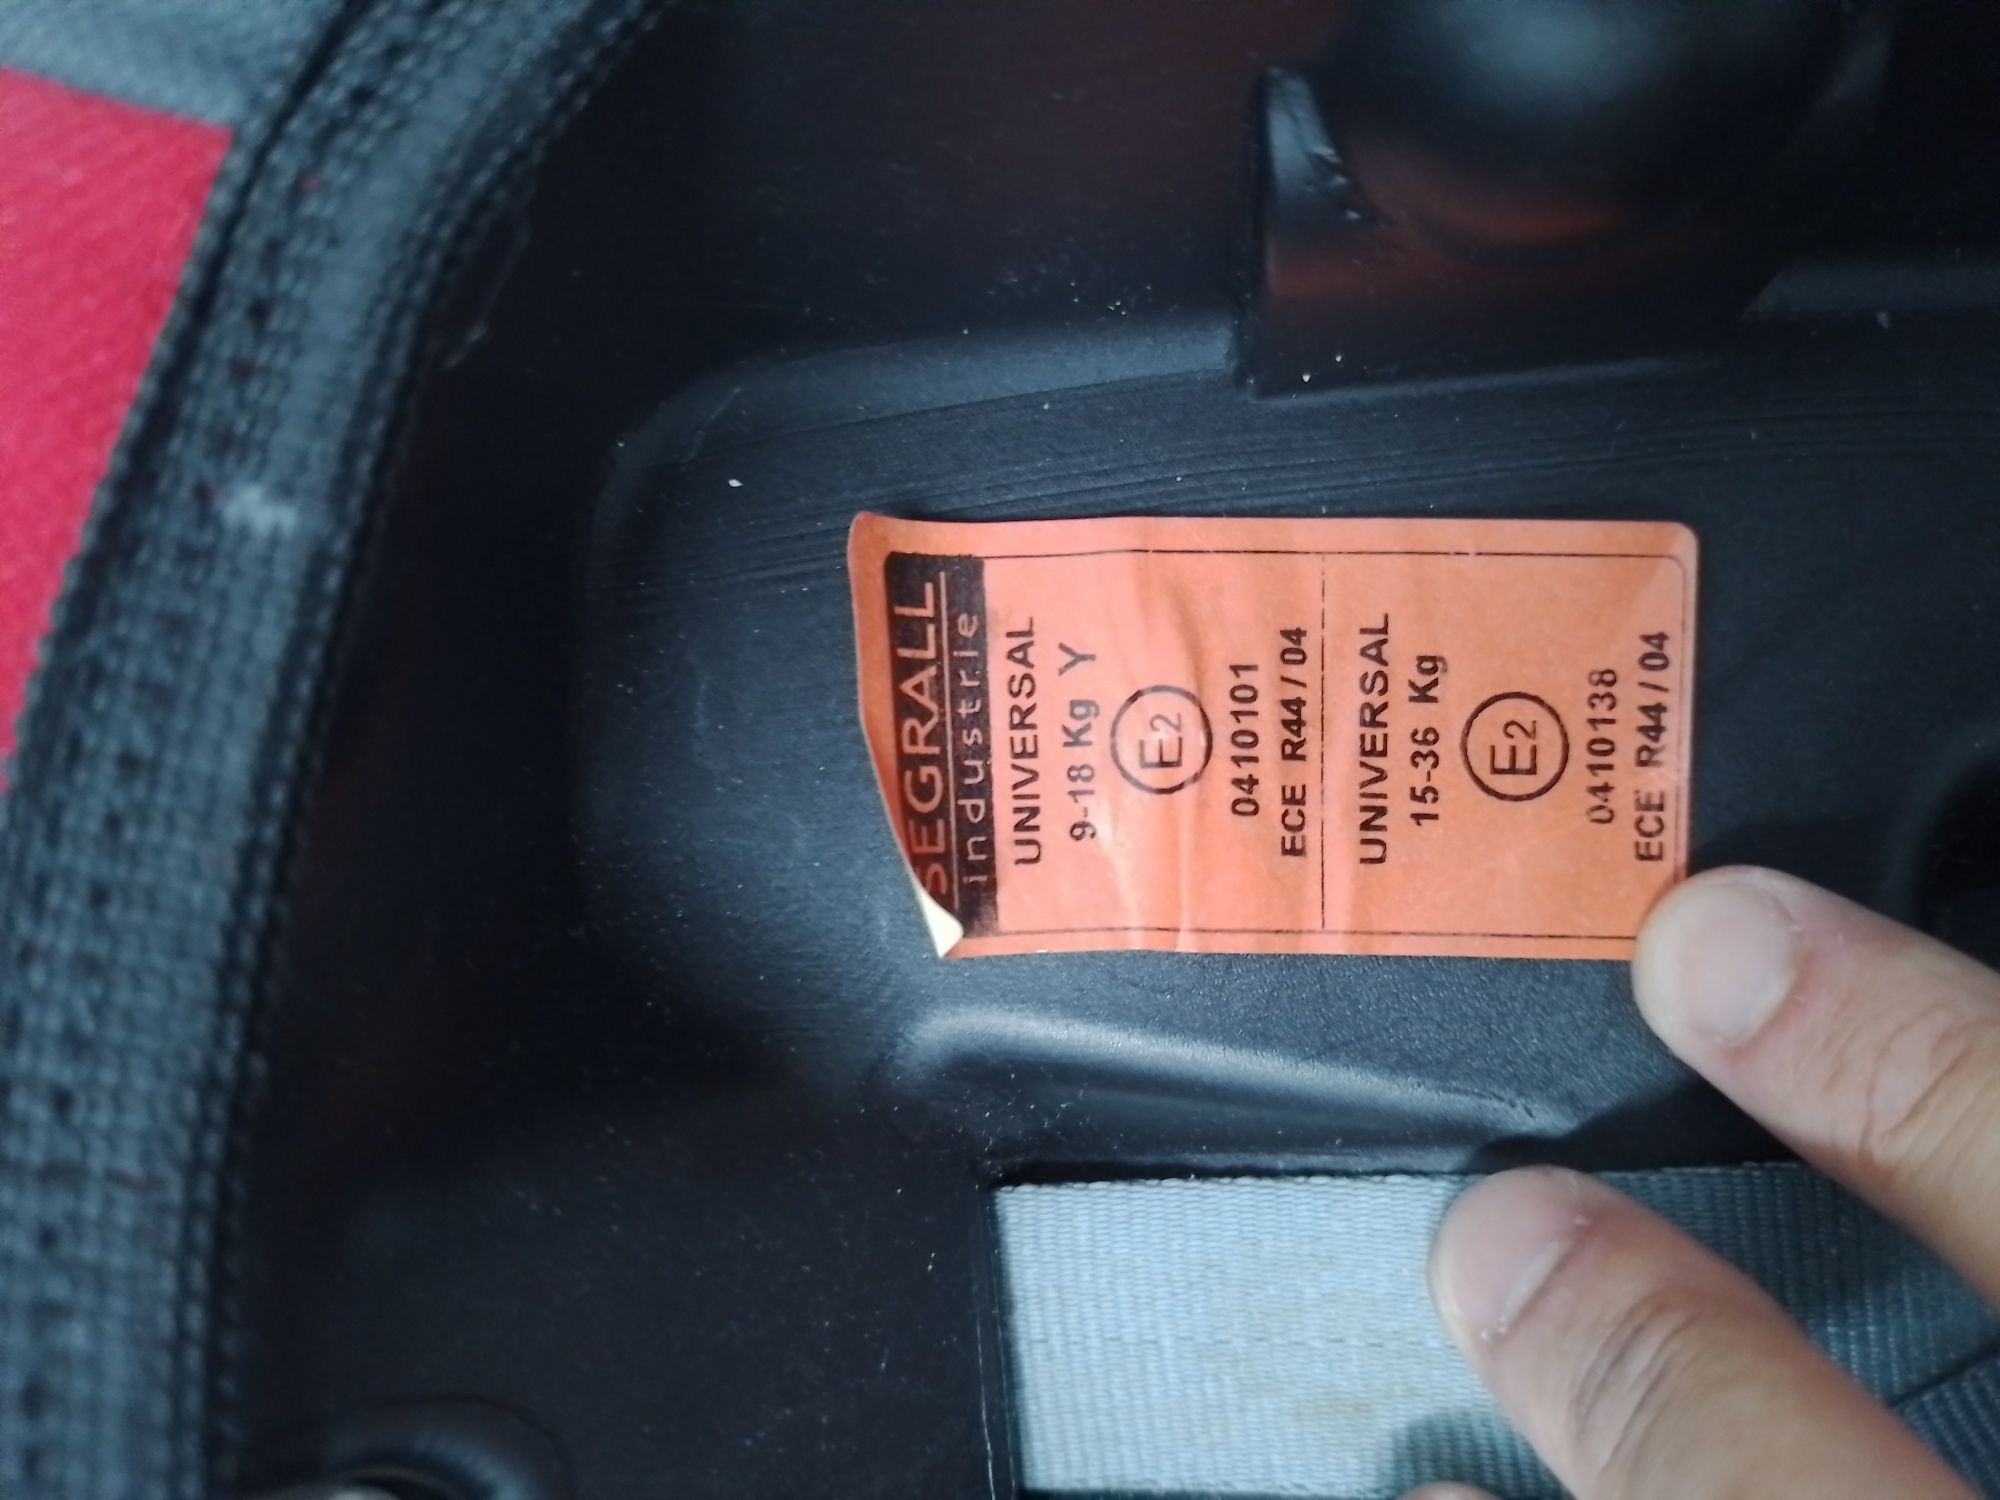 SEGRALL
industrie
UNIVERSAL
9-18 Kg Y
E2
0410101
ECE R44 / 04
UNIVERSAL
15-36 Kg
E2
0410138
ECE R44 / 04